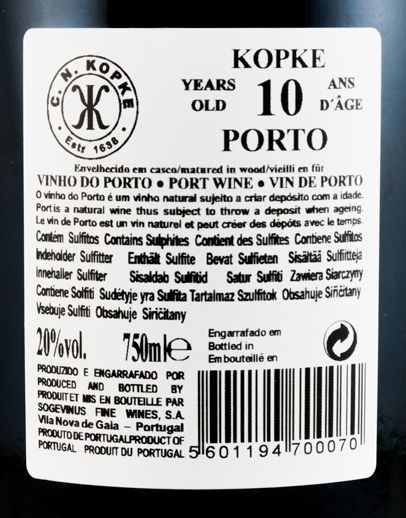 C. N. KOPKE
Estr 1638
KOPKE
YEARS OLD 10 ANS D'ÂGE
PORTO
Envelhecido em casco/matured in wood/vieilli en fût
VINHO DO PORTO • PORT WINE • VIN DE PORTO
O vinho do Porto é um vinho natural sujeito a criar depósito com a idade.
Port is a natural wine thus subject to throw a deposit when ageing.
Le vin de Porto est un vin naturel et peut créer des dépôts avec le temps.
Contém Sulfitos Contains Sulphites Contient des Sulfites Contiene Sulfitos
Indeholder Sulfitter Enthält Sulfite Bevat Sulfieten Sisältää Sulfitteja
Innehaller Sulfiter Sisaldab Sulfitid Satur Sulfīti Zawiera Siarczyny
Contiene Solfiti Sudėtyje yra Sulfita Tartalmaz Szulfitok Obsahuje Siřičitany
Vsebuje Sulfiti Obsahuje Siričitany
20%vol. 750ml e
Engarrafado em
Bottled in
Embouteillé en
PRODUZIDO E ENGARRAFADO POR
PRODUCED AND BOTTLED BY
PRODUIT ET MIS EN BOUTEILLE PAR
SOGEVINUS FINE WINES, S.A.
Vila Nova de Gaia - Portugal
PRODUTO DE PORTUGAL PRODUCT OF
PORTUGAL PRODUIT DU PORTUGAL
5 601194 700070